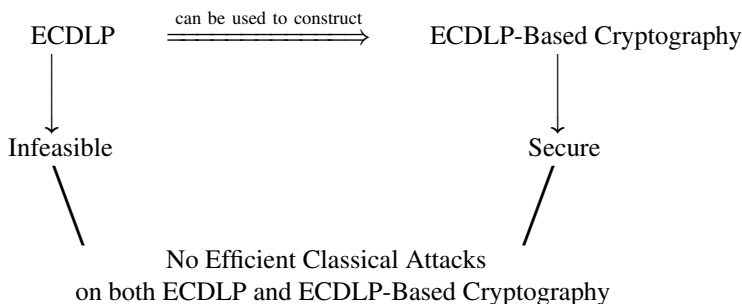 can be used to construct
ECDLP
ECDLP-Based Cryptography
Infeasible
Secure
No Efficient Classical Attacks
on both ECDLP and ECDLP-Based Cryptography